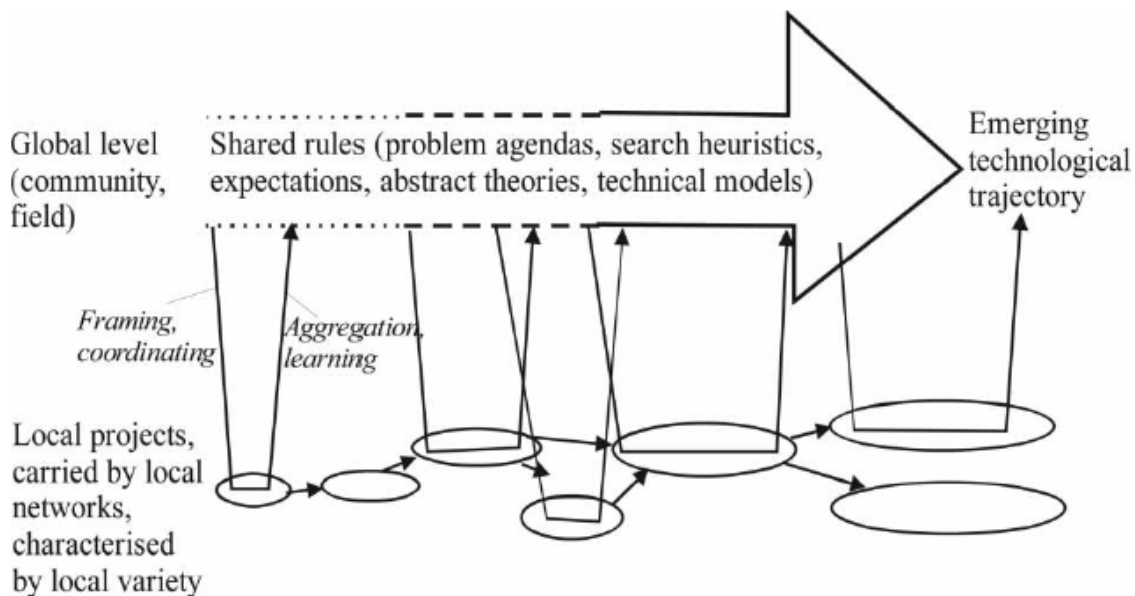 Global level
(community,
field)
Shared rules (problem agendas, search heuristics,
expectations, abstract theories, technical models)
Emerging
technological
trajectory
Framing,
coordinating
Aggregation,
learning
Local projects,
carried by local
networks,
characterised
by local variety